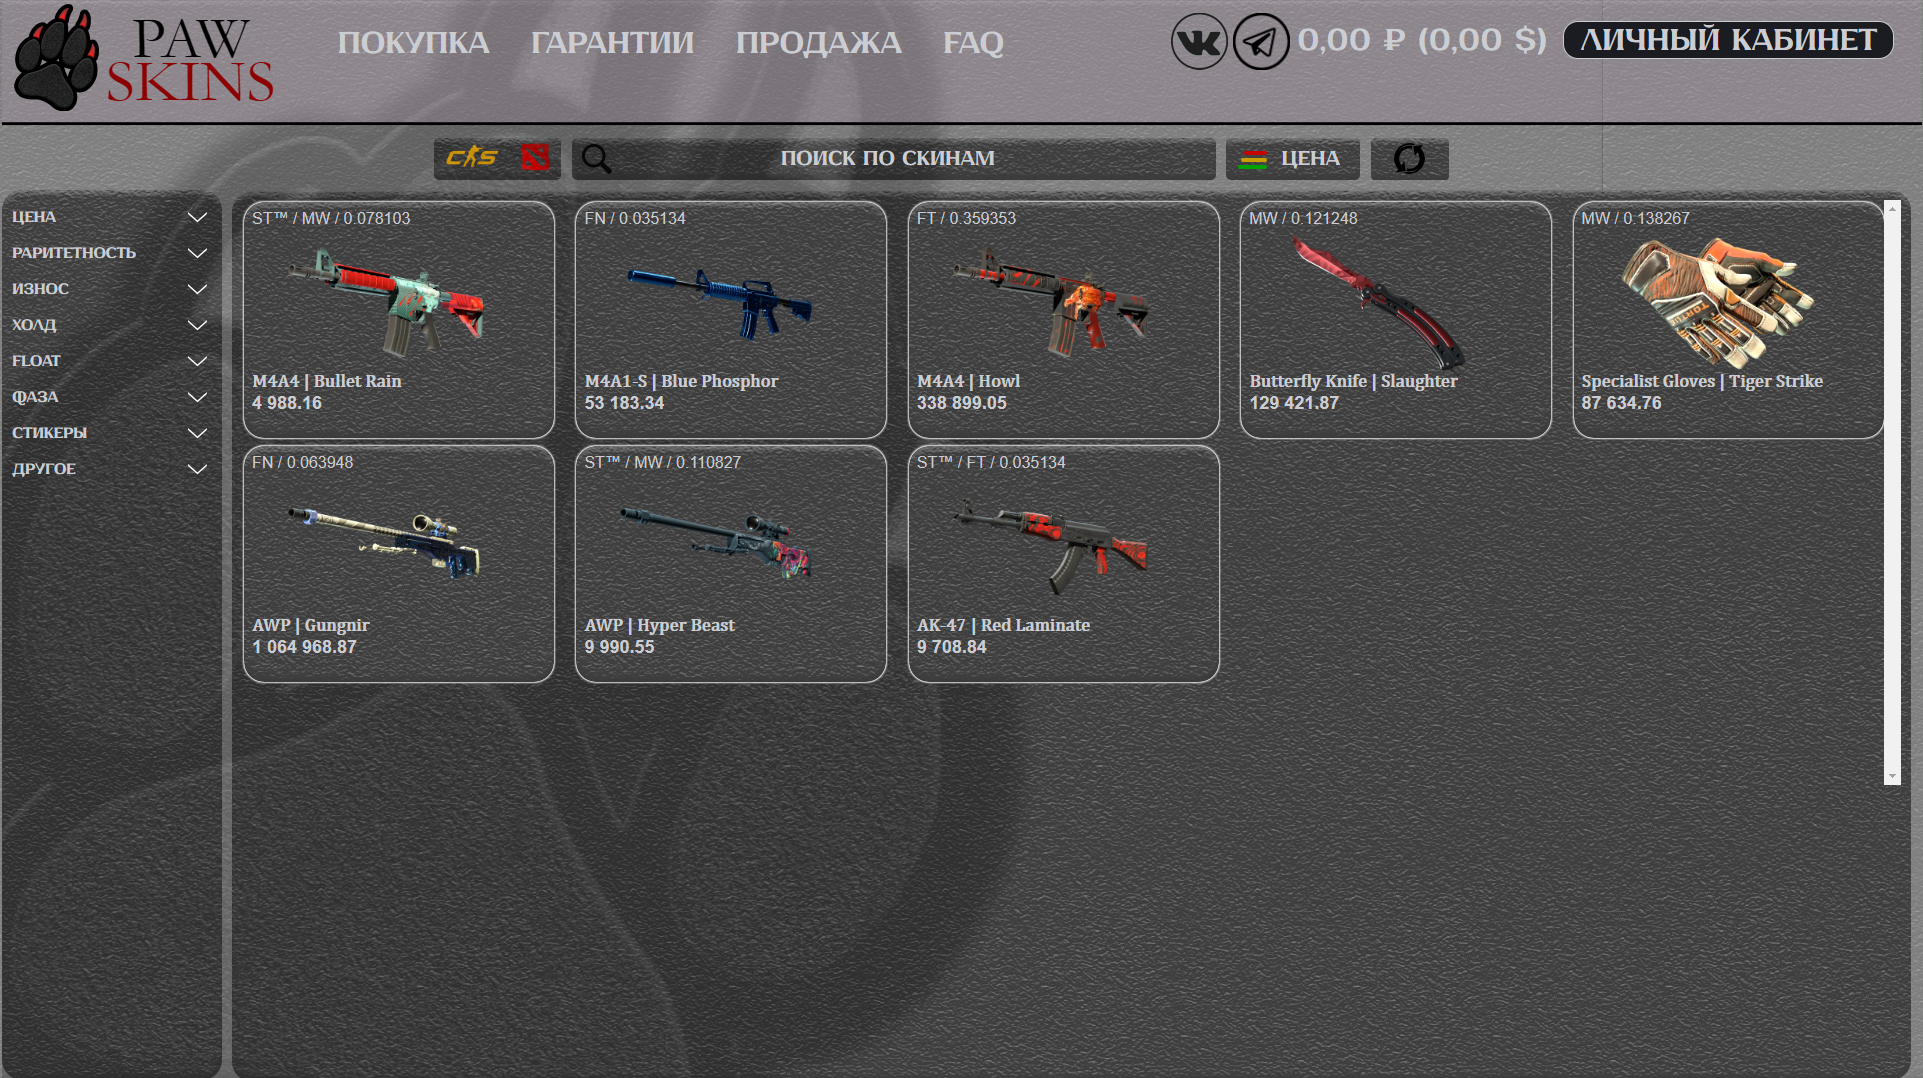 PAW
SKINS
ПОКУПКА ГАРАНТИИ ПРОДАЖА FAQ
0,00 ₽ (0,00 $) ЛИЧНЫЙ КАБИНЕТ
ПОИСК ПО СКИНАМ
ЦЕНА
ЦЕНА
РАРИТЕТНОСТЬ
ИЗНОС
ХОЛД
FLOAT
ФАЗА
СТИКЕРЫ
ДРУГОЕ
ST™ / MW / 0.078103
M4A4 | Bullet Rain
4 988.16
FN / 0.035134
M4A1-S | Blue Phosphor
53 183.34
FT / 0.359353
M4A4 | Howl
338 899.05
MW / 0.121248
Butterfly Knife | Slaughter
129 421.87
MW / 0.138267
Specialist Gloves | Tiger Strike
87 634.76
FN / 0.063948
AWP | Gungnir
1 064 968.87
ST™ / MW / 0.110827
AWP | Hyper Beast
9 990.55
ST™ / FT / 0.035134
AK-47 | Red Laminate
9 708.84